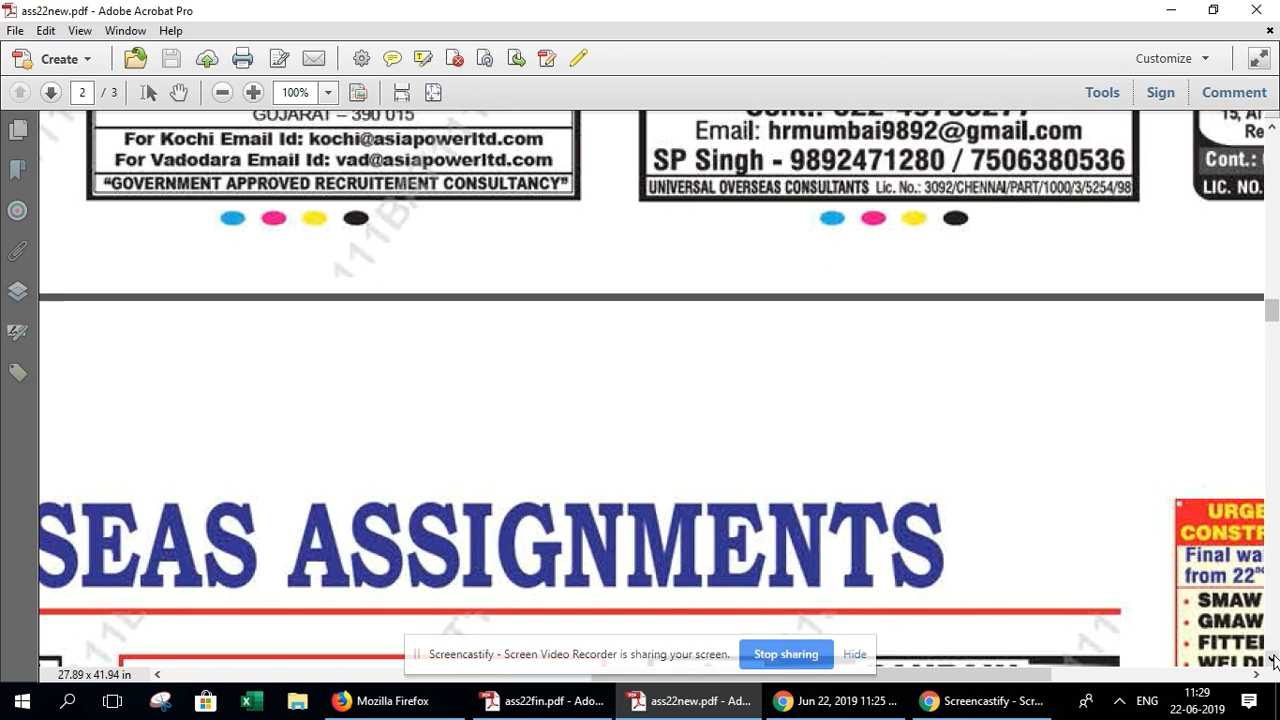 ass22new.pdf - Adobe Acrobat Pro
File Edit View Window Help
Create
Customize
2 / 3
100%
Tools Sign Comment
GUJARAT – 390 015
For Kochi Email Id: kochi@asiapowerltd.com
For Vadodara Email Id: vad@asiapowerltd.com
“GOVERNMENT APPROVED RECRUITEMENT CONSULTANCY”
Email: hrmumbai9892@gmail.com
SP Singh - 9892471280 / 7506380536
UNIVERSAL OVERSEAS CONSULTANTS Lic. No.: 3092/CHENNAI/PART/1000/3/5254/98
Cont.:
LIC. NO.
SEAS ASSIGNMENTS
URGE
CONSTR
Final wa
from 22nd
• SMAW
• GMAW
• FITTE
• WELDI
Screencastify - Screen Video Recorder is sharing your screen. Stop sharing Hide
27.89 x 41.94 in
Mozilla Firefox
ass22fin.pdf - Ado...
ass22new.pdf - Ad...
Jun 22, 2019 11:25 ...
Screencastify - Scr...
ENG
11:29
22-06-2019